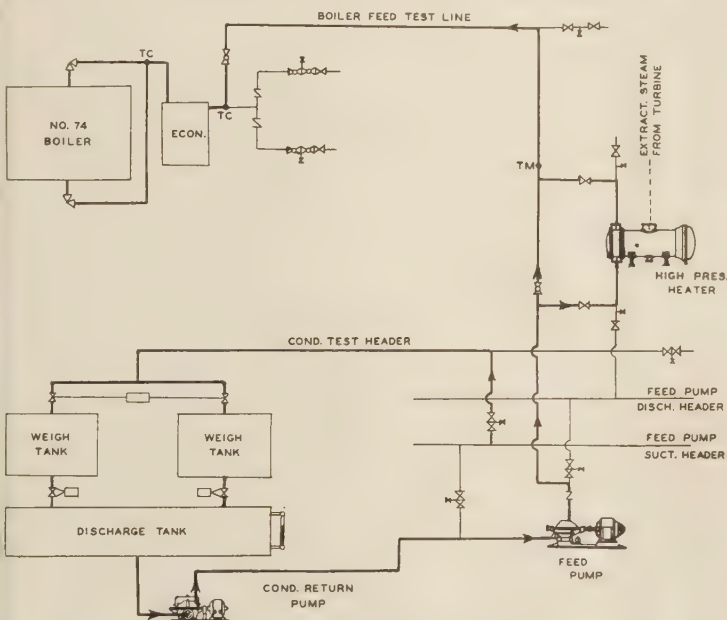 BOILER FEED TEST LINE
TC
NO. 74
BOILER
ECON.
TC
EXTRACT. STEAM
FROM TURBINE
TM
HIGH PRES.
HEATER
COND. TEST HEADER
FEED PUMP
DISCH. HEADER
WEIGH
TANK
WEIGH
TANK
FEED PUMP
SUCT. HEADER
DISCHARGE TANK
FEED
PUMP
COND. RETURN
PUMP